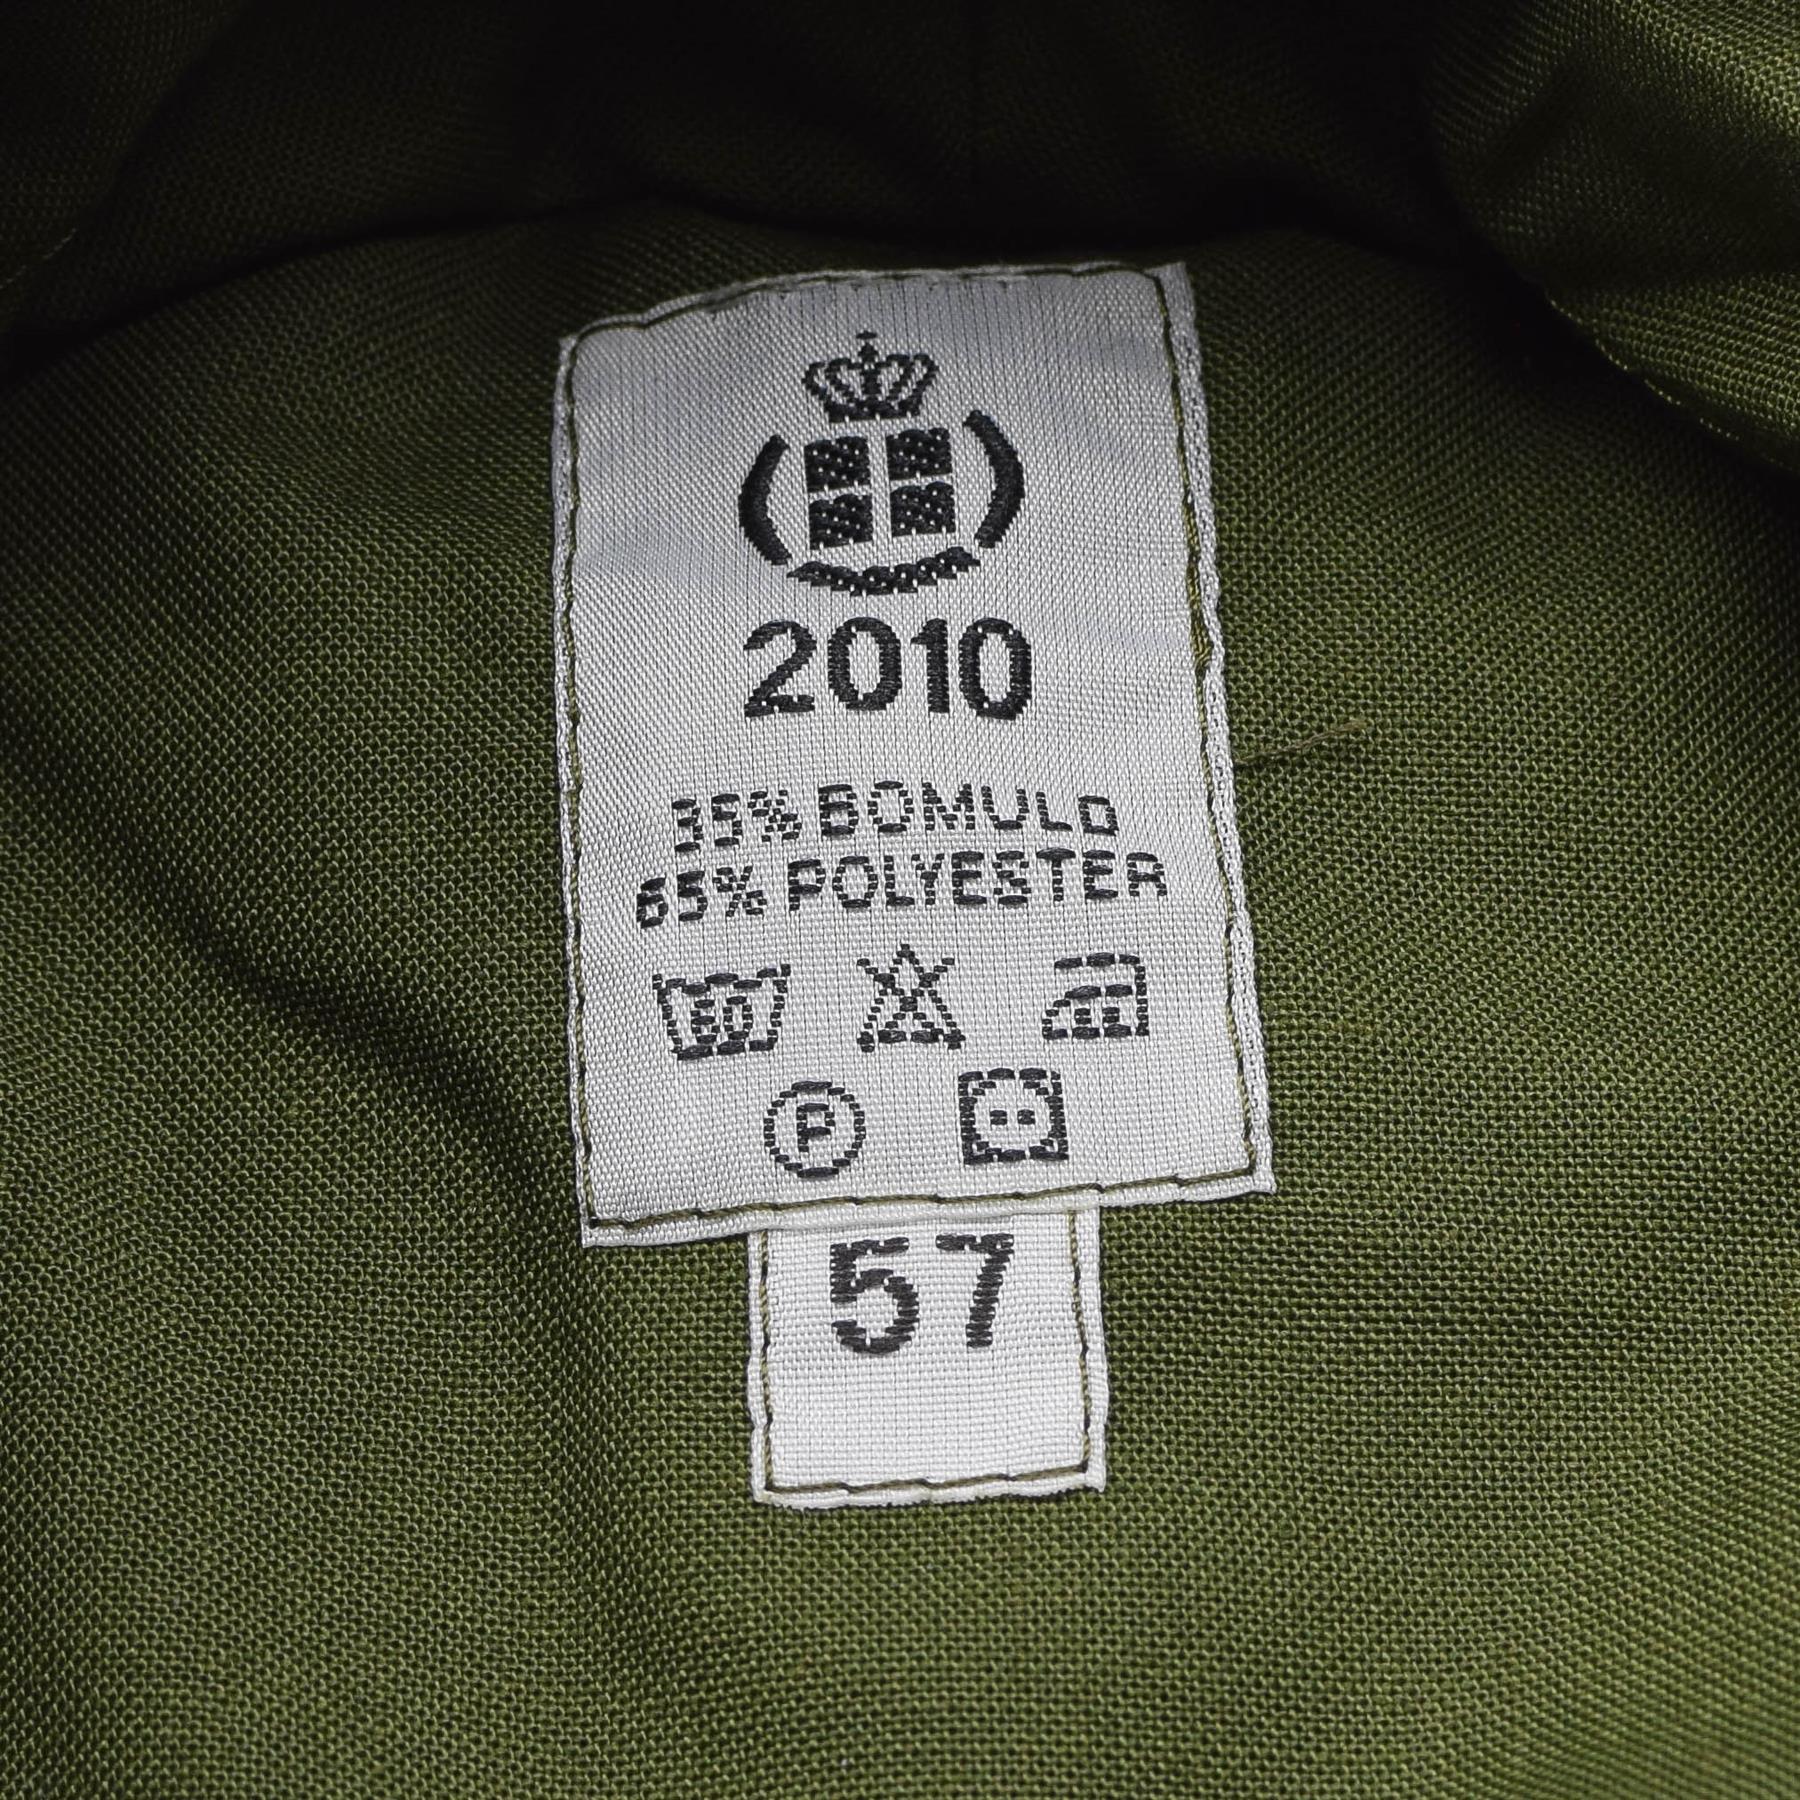 2010
35% BOMULD
65% POLYESTER
P
57